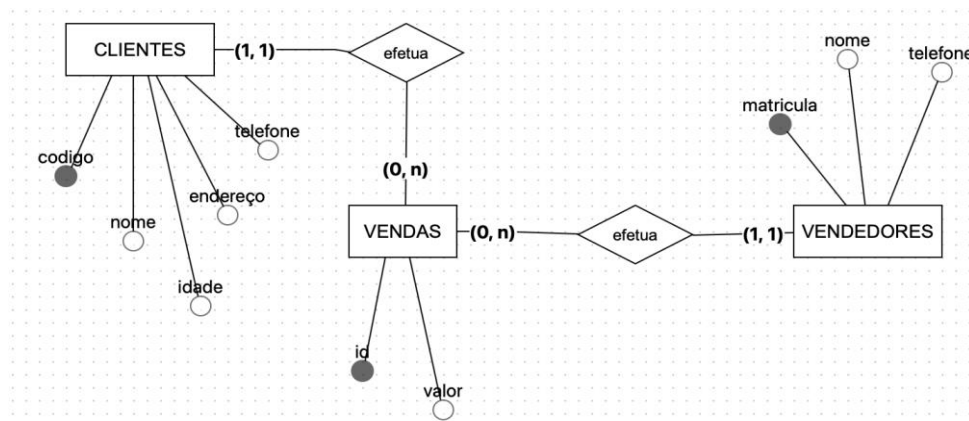 CLIENTES
(1, 1)
efetua
nome
telefone
matricula
telefone
codigo
(0, n)
endereço
nome
VENDAS
(0, n)
efetua
(1, 1)
VENDEDORES
idade
id
valor